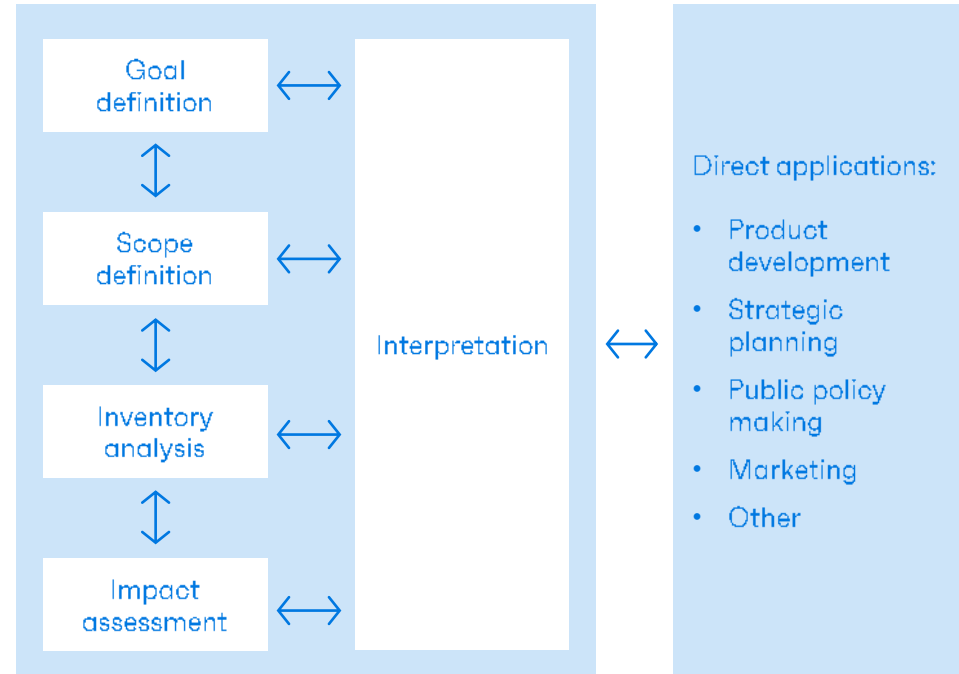 Goal
definition
Scope
definition
Inventory
analysis
Impact
assessment
Interpretation
Direct applications:
• Product
development
• Strategic
planning
• Public policy
making
• Marketing
• Other